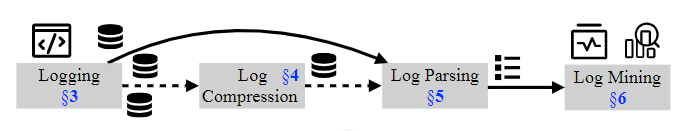 Logging
§3
Log §4
Compression
Log Parsing
§5
Log Mining
§6